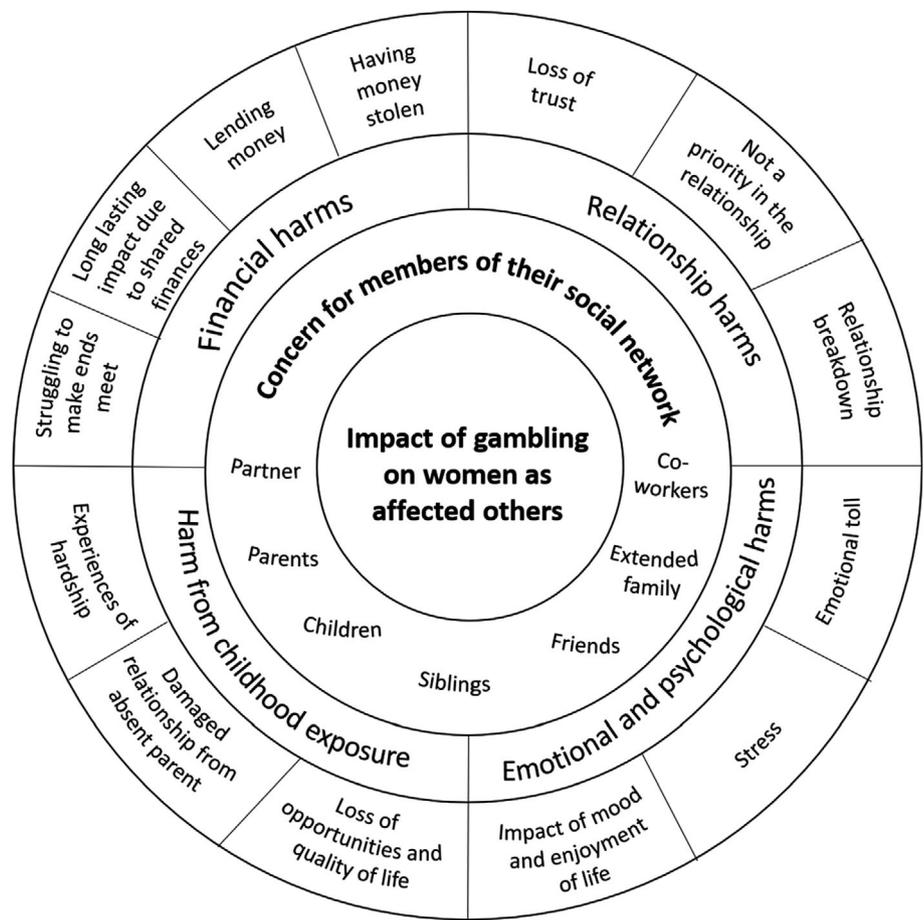 Impact of gambling
on women as
affected others
Concern for members of their social network
Partner
Parents
Children
Siblings
Friends
Extended
family
Co-
workers
Financial harms
Struggling to
make ends
meet
Long lasting
impact due
to shared
finances
Lending
money
Having
money
stolen
Relationship harms
Loss of
trust
Not a
priority in the
relationship
Relationship
breakdown
Emotional and psychological harms
Emotional toll
Stress
Impact of mood
and enjoyment
of life
Harm from childhood exposure
Loss of
opportunities and
quality of life
Damaged
relationship from
absent parent
Experiences of
hardship